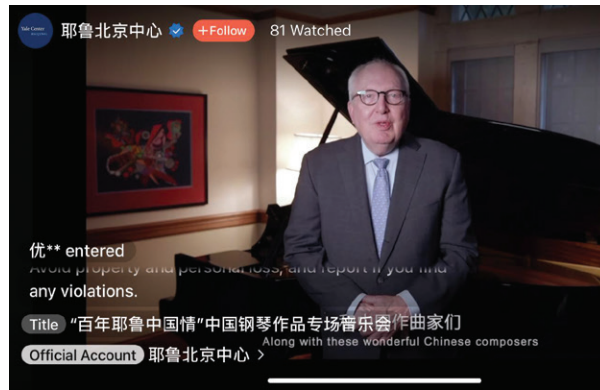 Yale Center
耶鲁北京中心 +Follow 81 Watched
优** entered
Avoid property and personal loss, and report if you find
any violations.
Title "百年耶鲁中国情"中国钢琴作品专场音乐会
作曲家们
Along with these wonderful Chinese composers
Official Account 耶鲁北京中心 >